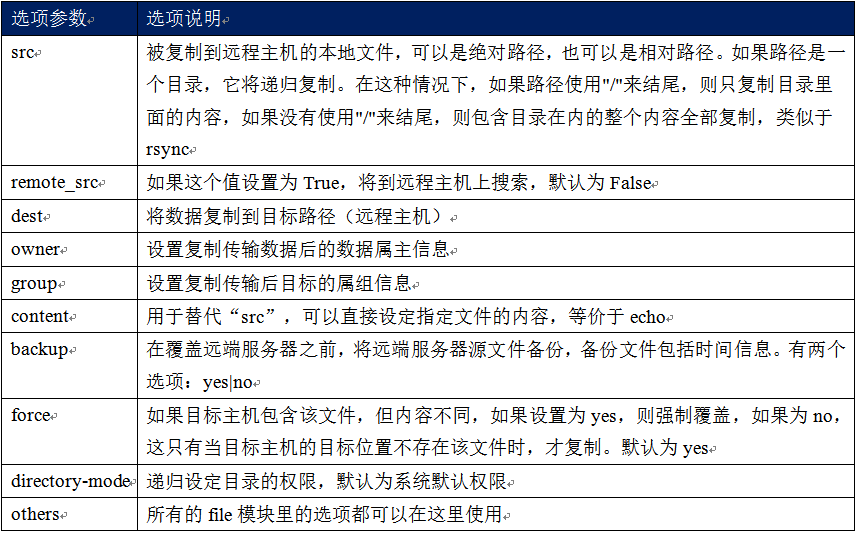 选项参数 选项说明
src 被复制到远程主机的本地文件，可以是绝对路径，也可以是相对路径。如果路径是一
个目录，它将递归复制。在这种情况下，如果路径使用"/"来结尾，则只复制目录里
面的内容，如果没有使用"/"来结尾，则包含目录在内的整个内容全部复制，类似于
rsync
remote_src 如果这个值设置为 True，将到远程主机上搜索，默认为 False
dest 将数据复制到目标路径（远程主机）
owner 设置复制传输数据后的数据属主信息
group 设置复制传输后目标的属组信息
content 用于替代“src”，可以直接设定指定文件的内容，等价于 echo
backup 在覆盖远端服务器之前，将远端服务器源文件备份，备份文件包括时间信息。有两个
选项：yes|no
force 如果目标主机包含该文件，但内容不同，如果设置为 yes，则强制覆盖，如果为 no，
这只有当目标主机的目标位置不存在该文件时，才复制。默认为 yes
directory-mode 递归设定目录的权限，默认为系统默认权限
others 所有的 file 模块里的选项都可以在这里使用